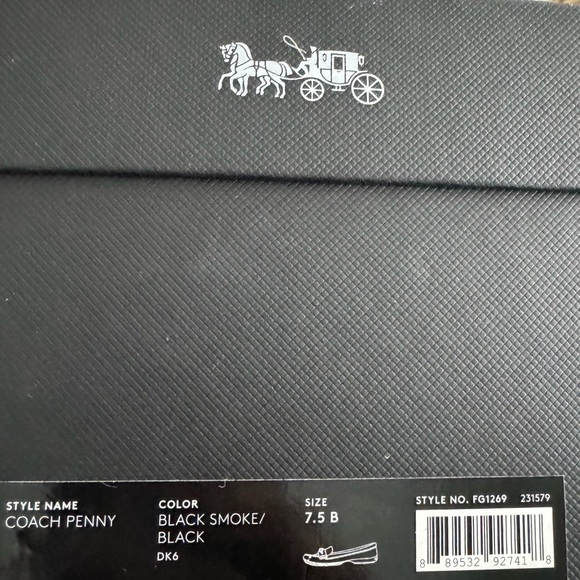 STYLE NAME
COACH PENNY
COLOR
BLACK SMOKE/
BLACK
DK6
SIZE
7.5 B
STYLE NO. FG1269 231579
8 89532 92741 8